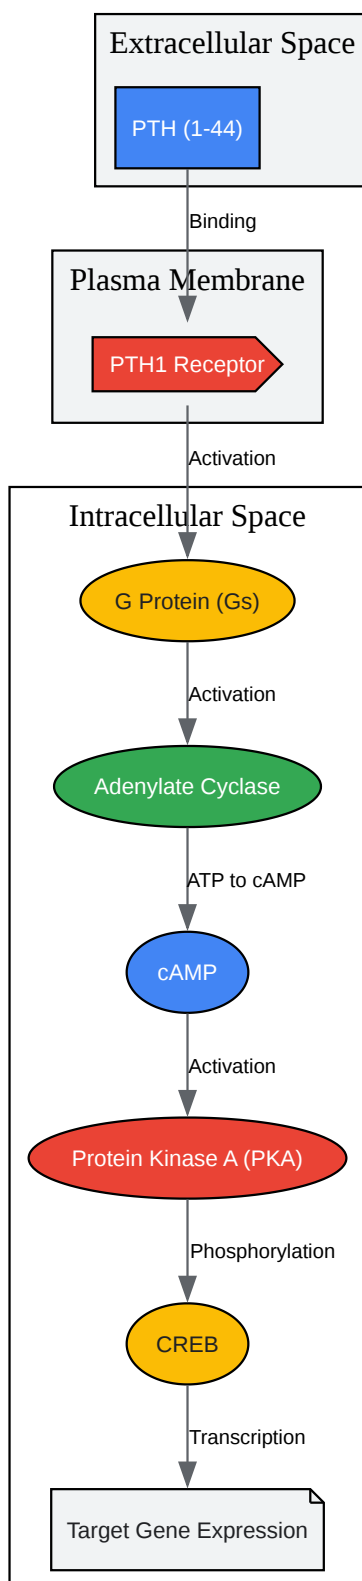 Extracellular Space
PTH (1-44)
Binding
Plasma Membrane
PTH1 Receptor
Activation
Intracellular Space
G Protein (Gs)
Activation
Adenylate Cyclase
ATP to cAMP
cAMP
Activation
Protein Kinase A (PKA)
Phosphorylation
CREB
Transcription
Target Gene Expression